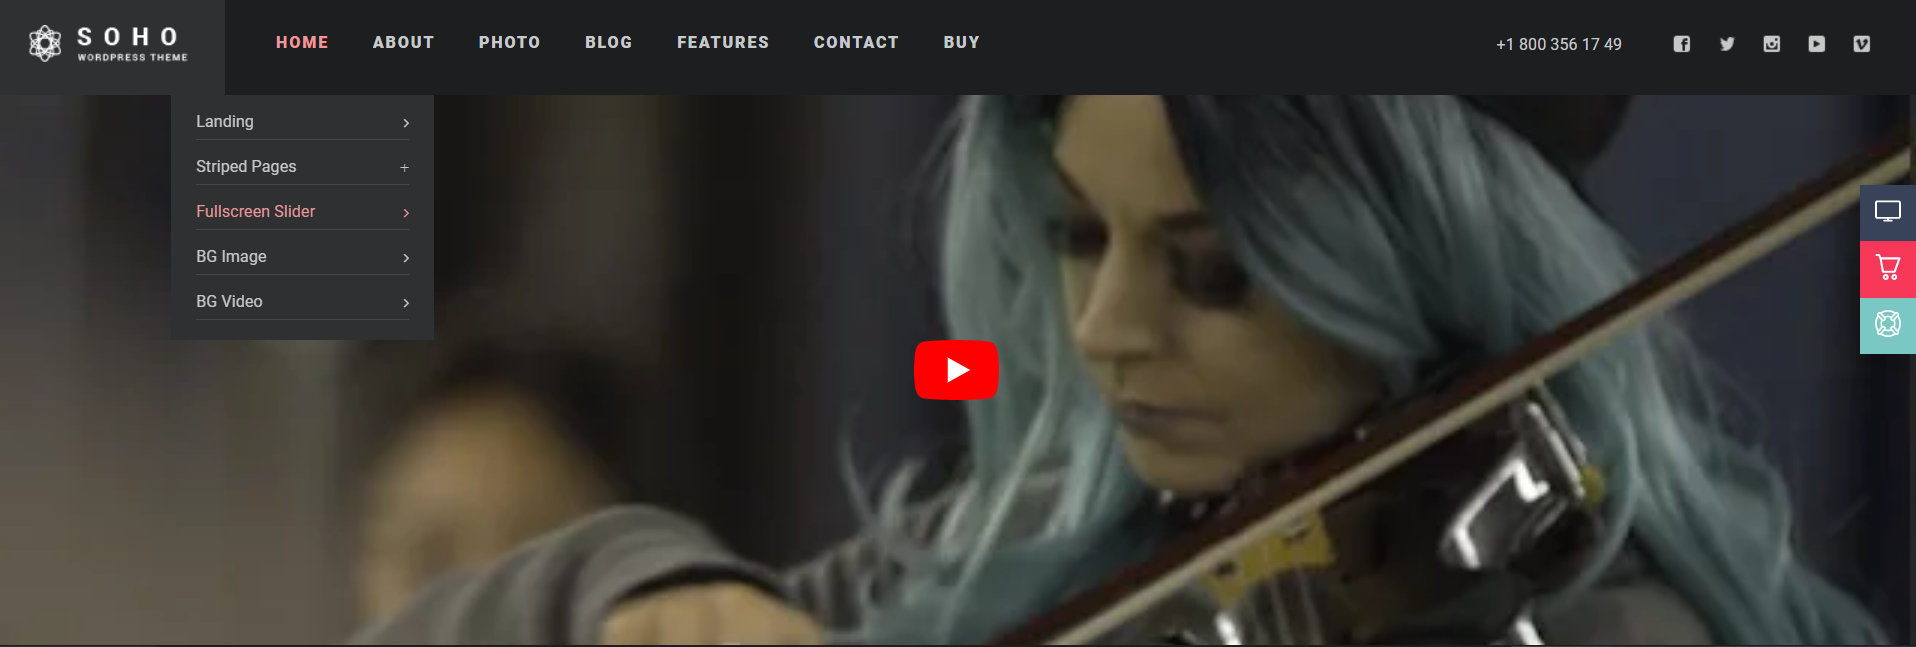 SOHO
WORDPRESS THEME
HOME ABOUT PHOTO BLOG FEATURES CONTACT BUY
+1 800 356 17 49
Landing
Striped Pages
Fullscreen Slider
BG Image
BG Video